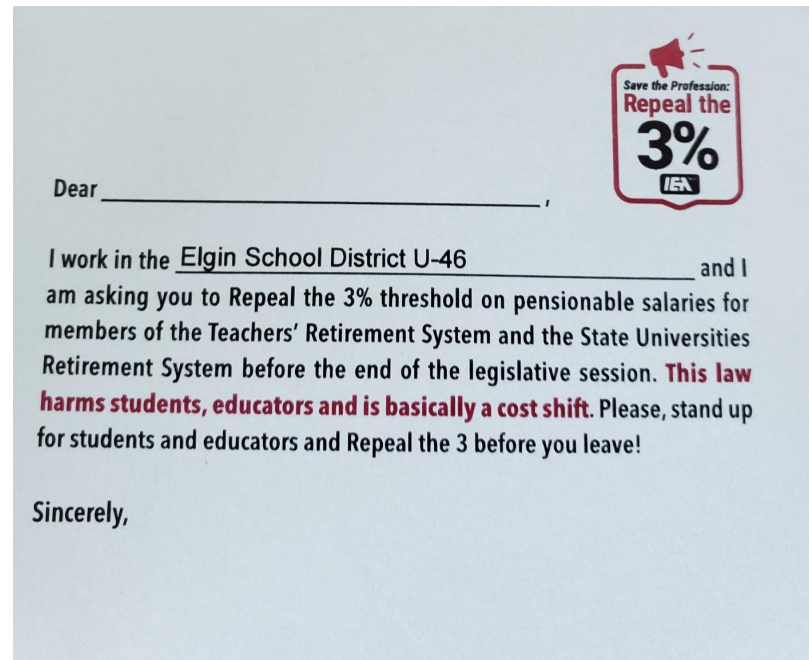 Save the Profession:
Repeal the
3%
IEA
Dear
,
I work in the Elgin School District U-46 and I
am asking you to Repeal the 3% threshold on pensionable salaries for
members of the Teachers' Retirement System and the State Universities
Retirement System before the end of the legislative session. This law
harms students, educators and is basically a cost shift. Please, stand up
for students and educators and Repeal the 3 before you leave!
Sincerely,